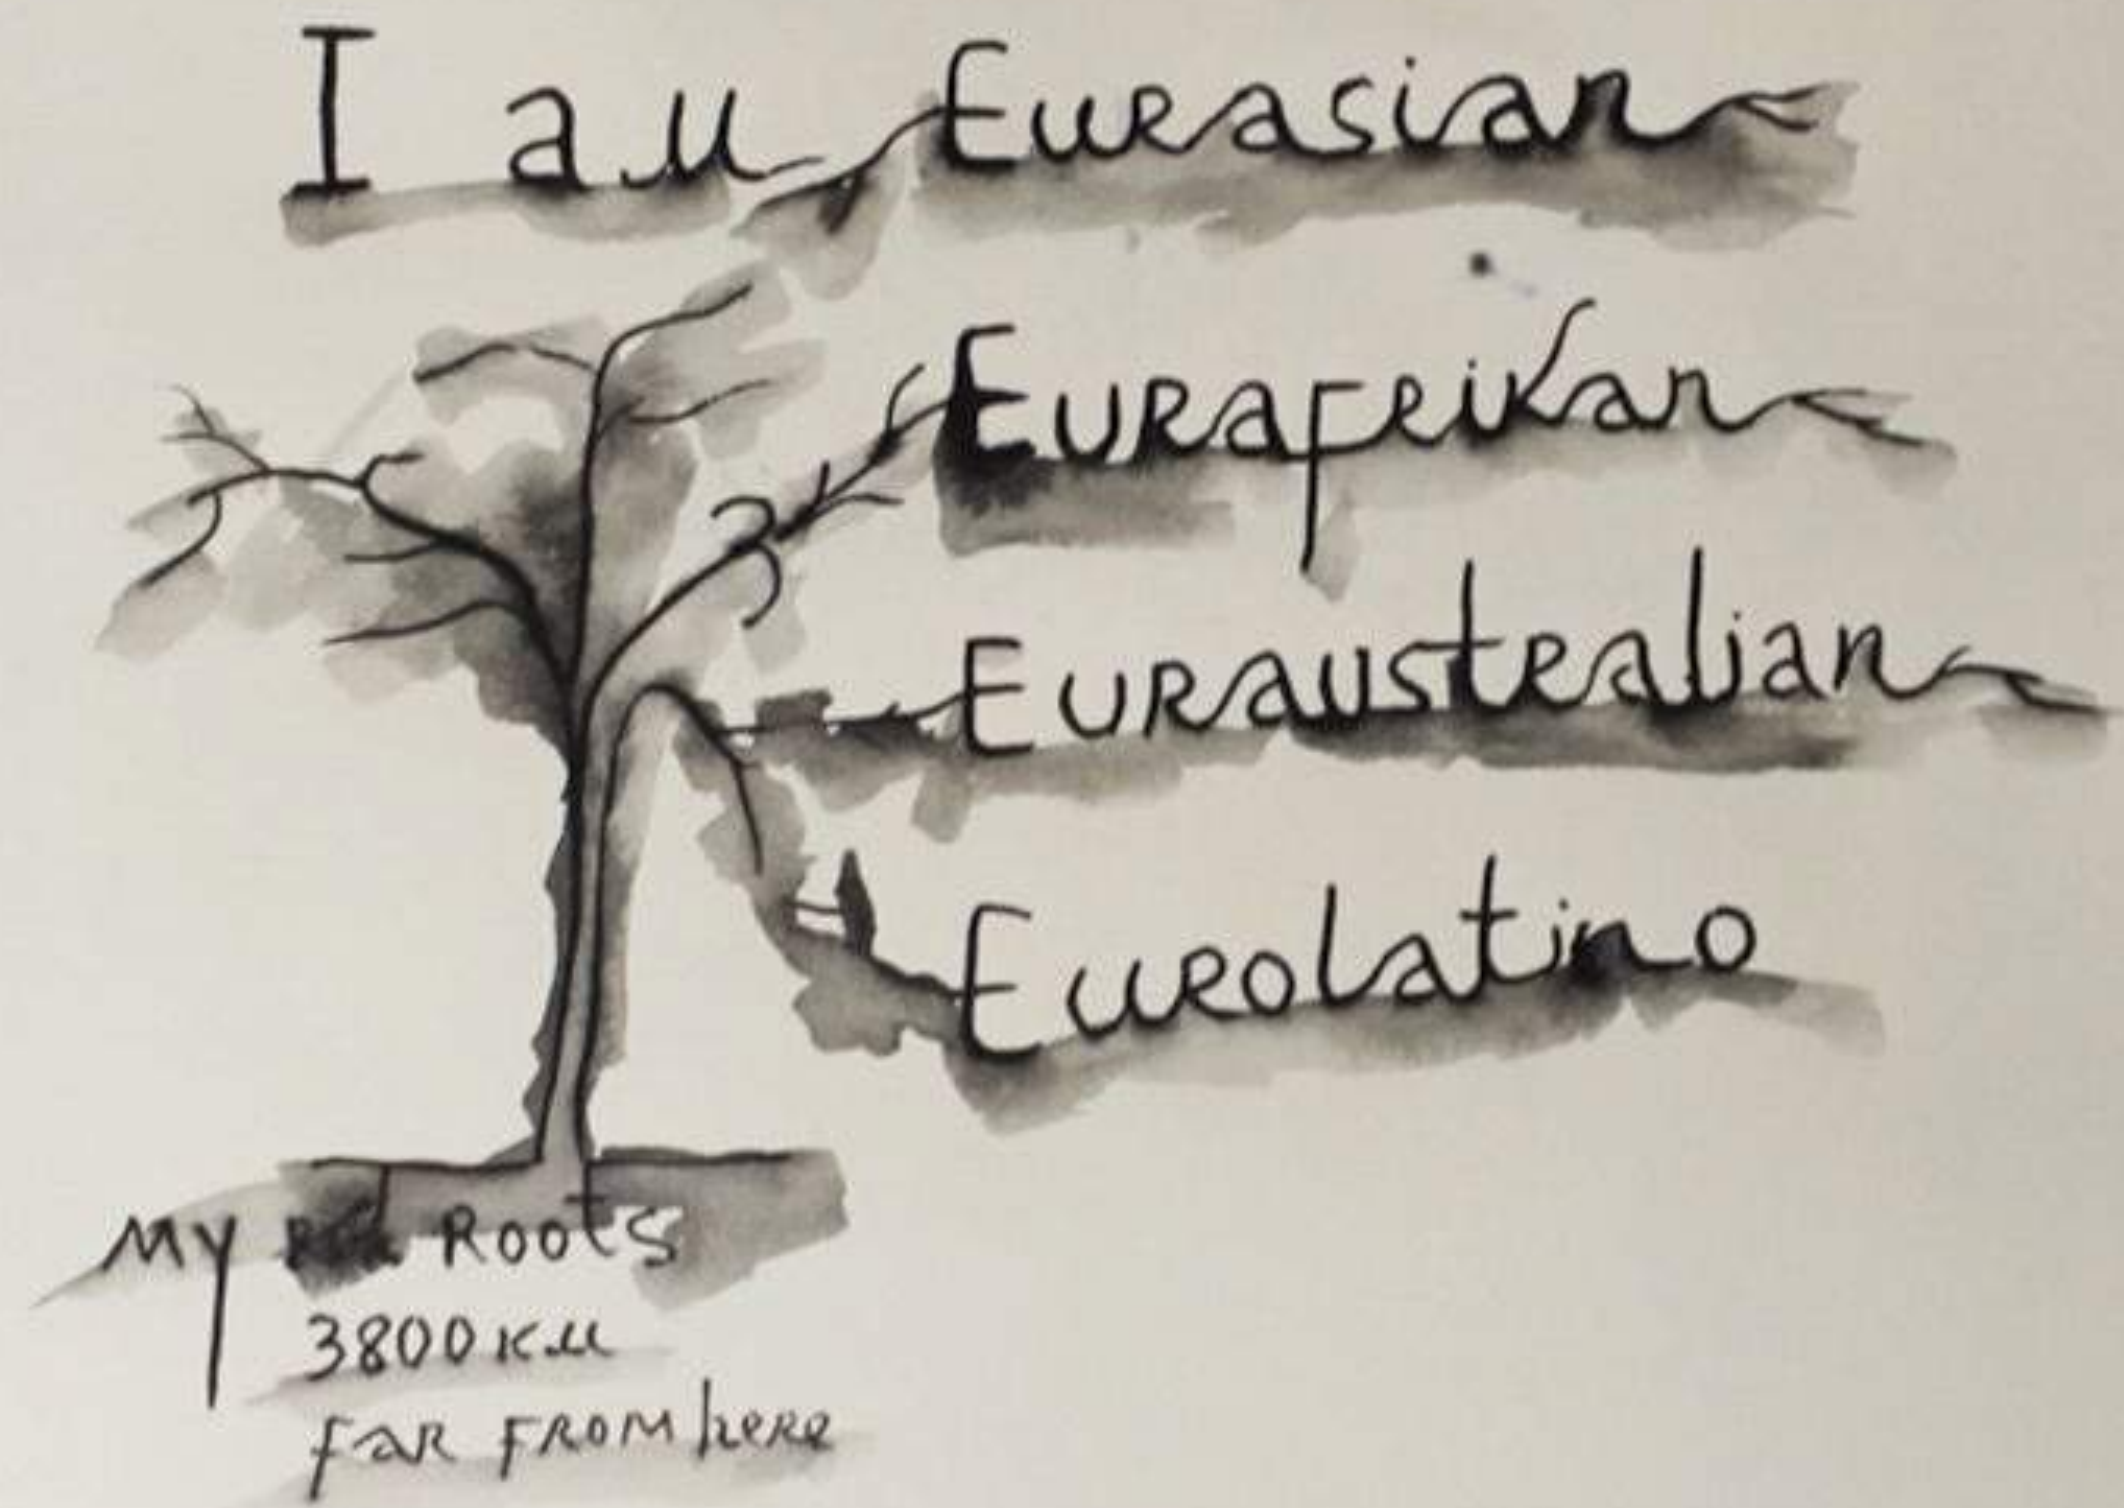 I am Eurasian
Eurafrikan
Euraustralian
Eurolatino
My Roots
3800 km
far from here